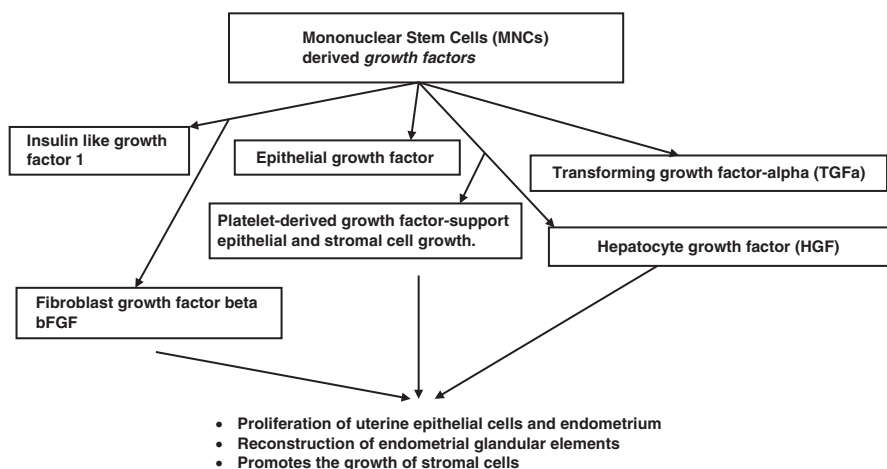 Mononuclear Stem Cells (MNCs)
derived growth factors
Insulin like growth
factor 1
Epithelial growth factor
Transforming growth factor-alpha (TGFa)
Platelet-derived growth factor-support
epithelial and stromal cell growth.
Hepatocyte growth factor (HGF)
Fibroblast growth factor beta
bFGF
• Proliferation of uterine epithelial cells and endometrium
• Reconstruction of endometrial glandular elements
• Promotes the growth of stromal cells